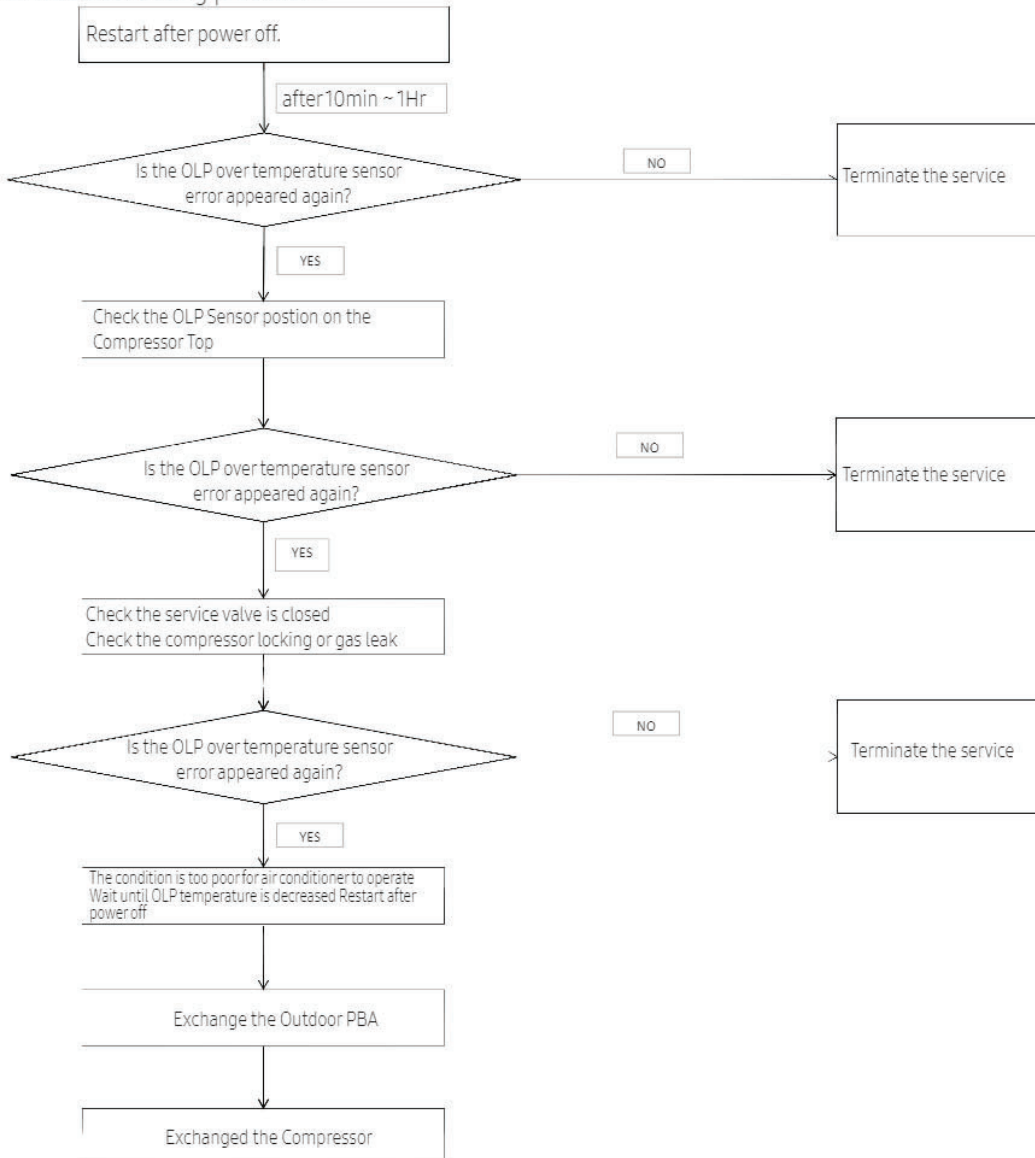 Restart after power off.
after 10min ~ 1Hr
Is the OLP over temperature sensor
error appeared again?
NO
Terminate the service
YES
Check the OLP Sensor postion on the
Compressor Top
Is the OLP over temperature sensor
error appeared again?
NO
Terminate the service
YES
Check the service valve is closed
Check the compressor locking or gas leak
Is the OLP over temperature sensor
error appeared again?
NO
Terminate the service
YES
The condition is too poor for air conditioner to operate
Wait until OLP temperature is decreased Restart after
power off
Exchange the Outdoor PBA
Exchanged the Compressor